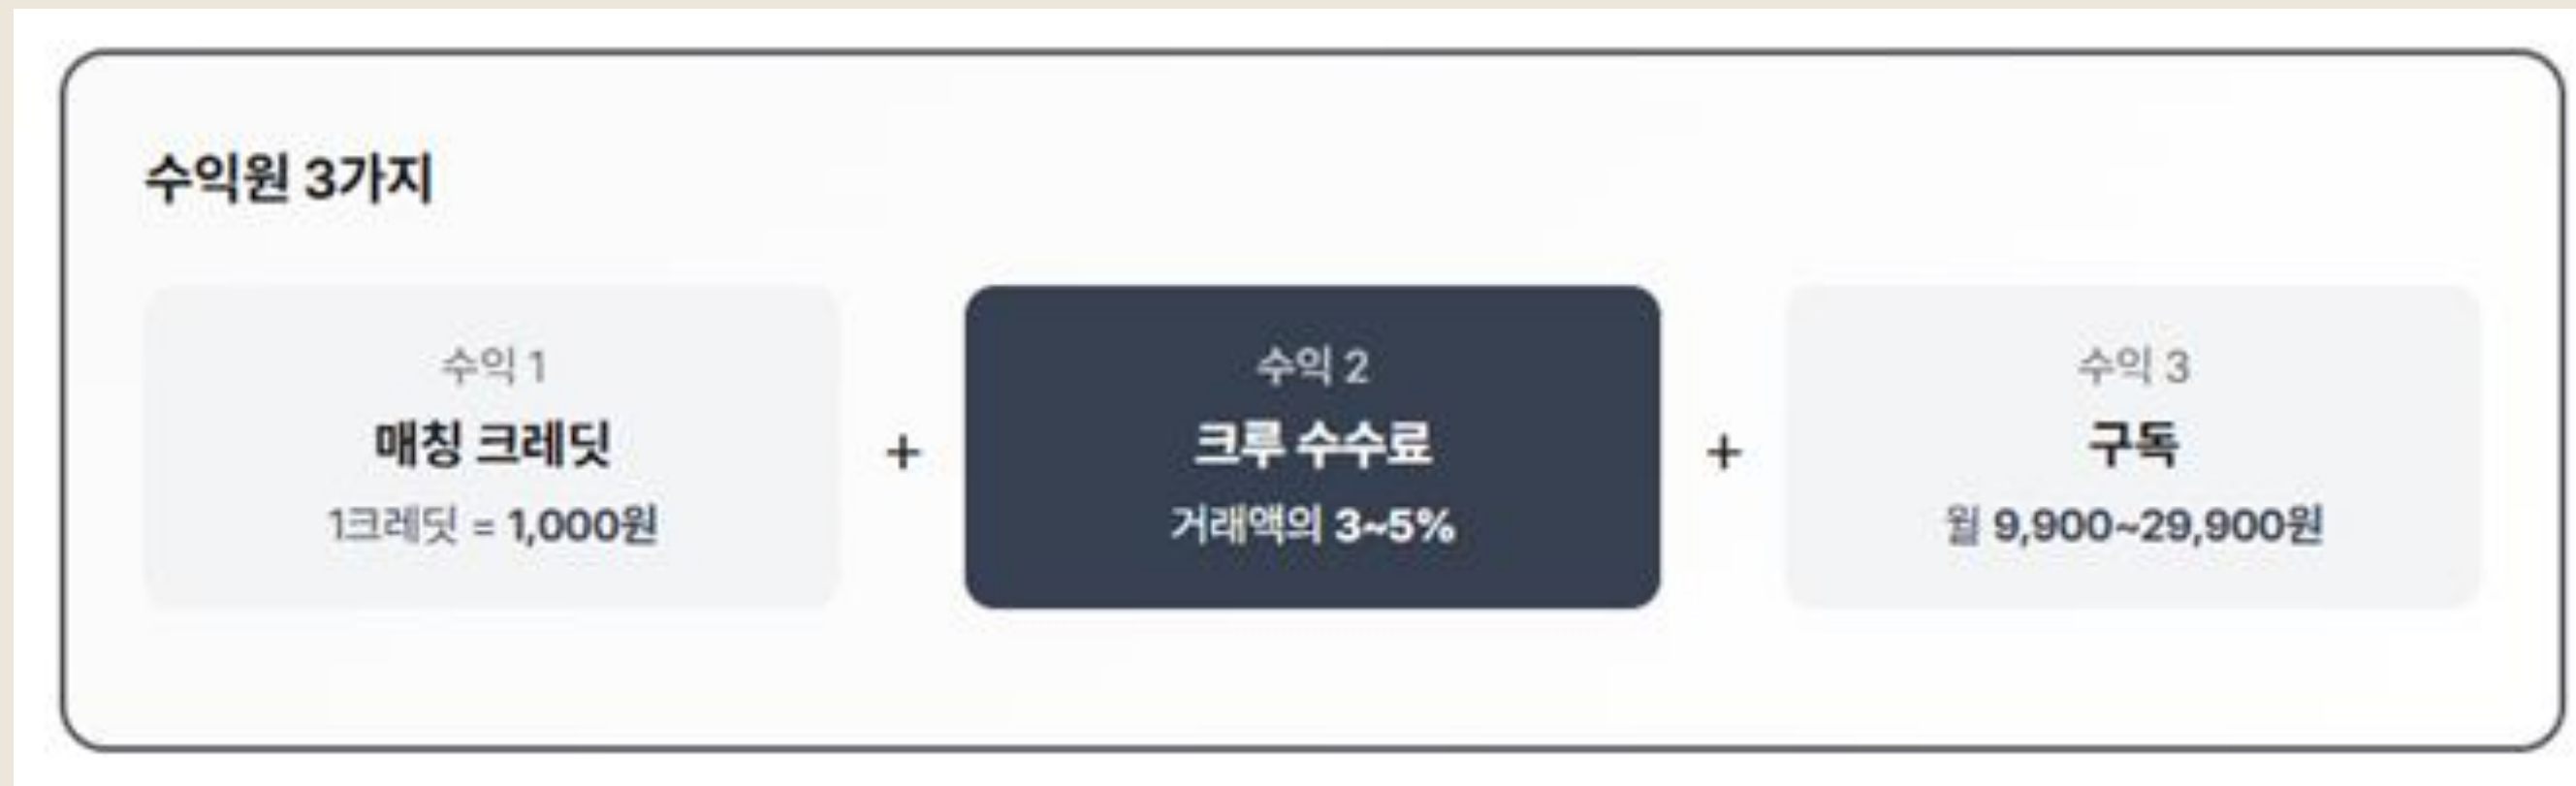 수익원 3가지
수익 1
매칭 크레딧
1크레딧 = 1,000원
+
수익 2
크루 수수료
거래액의 3~5%
+
수익 3
구독
월 9,900~29,900원